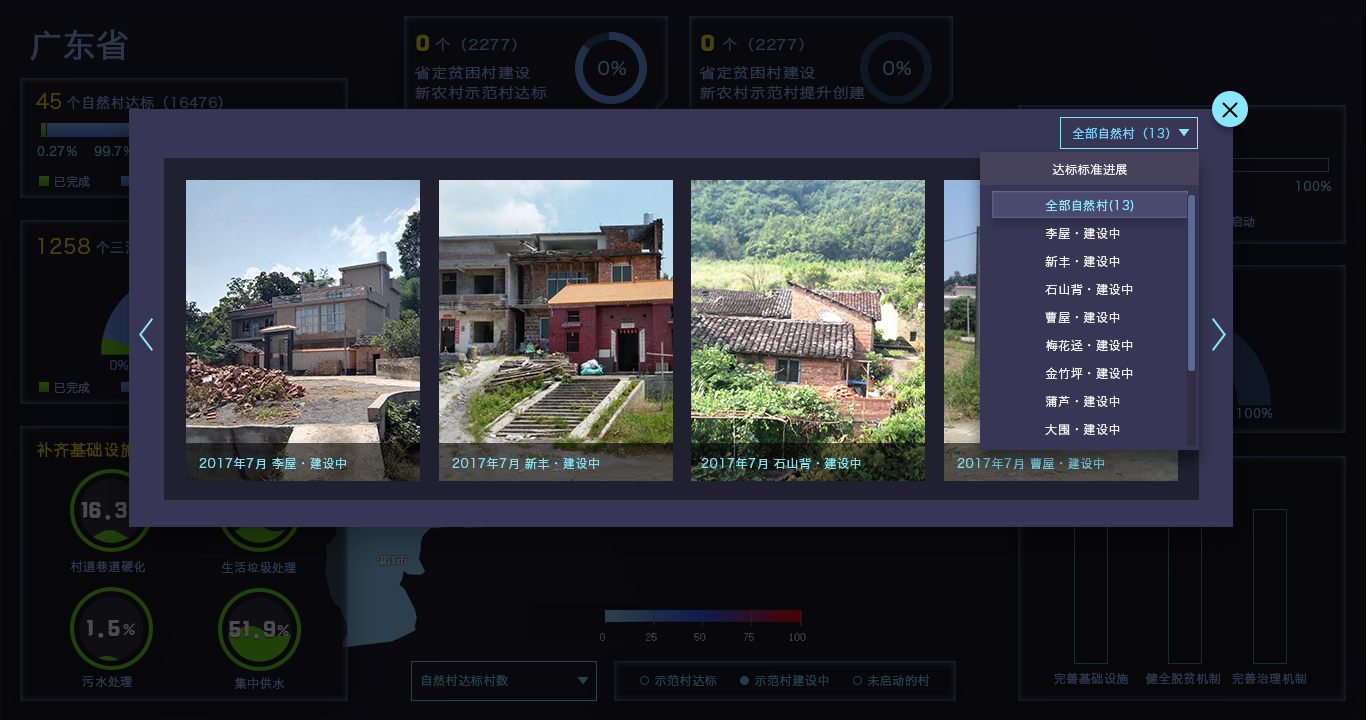 广东省
0 个（2277）
省定贫困村建设
新农村示范村达标
0%
0 个（2277）
省定贫困村建设
新农村示范村提升创建
0%
45 个自然村达标（16476）
0.27%
99.7%
已完成
1258 个三
0%
已完成
补齐基础设施
16.3
村道巷道硬化
生活垃圾处理
1.5%
污水处理
51.9%
集中供水
全部自然村（13）
达标标准进展
全部自然村(13)
李屋・建设中
新丰・建设中
石山背・建设中
曹屋・建设中
梅花迳・建设中
金竹坪・建设中
蒲芦・建设中
大围・建设中
2017年7月 李屋・建设中
2017年7月 新丰・建设中
2017年7月 石山背・建设中
2017年7月 曹屋・建设中
100%
启动
100%
湛江市
0 25 50 75 100
自然村达标村数
示范村达标
示范村建设中
未启动的村
完善基础设施
健全脱贫机制
完善治理机制